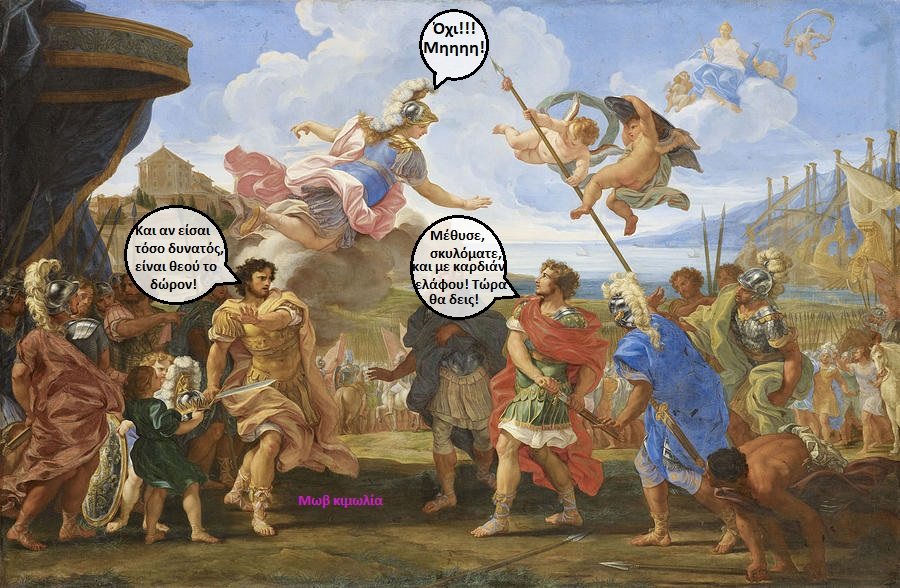 Όχι!!!
Μηηηη!
Και αν είσαι
τόσο δυνατός,
είναι θεού το
δώρον!
Μέθυσε,
σκυλόματε,
και με καρδιάν
ελάφου! Τώρα
θα δεις!
Μωβ κιμωλία